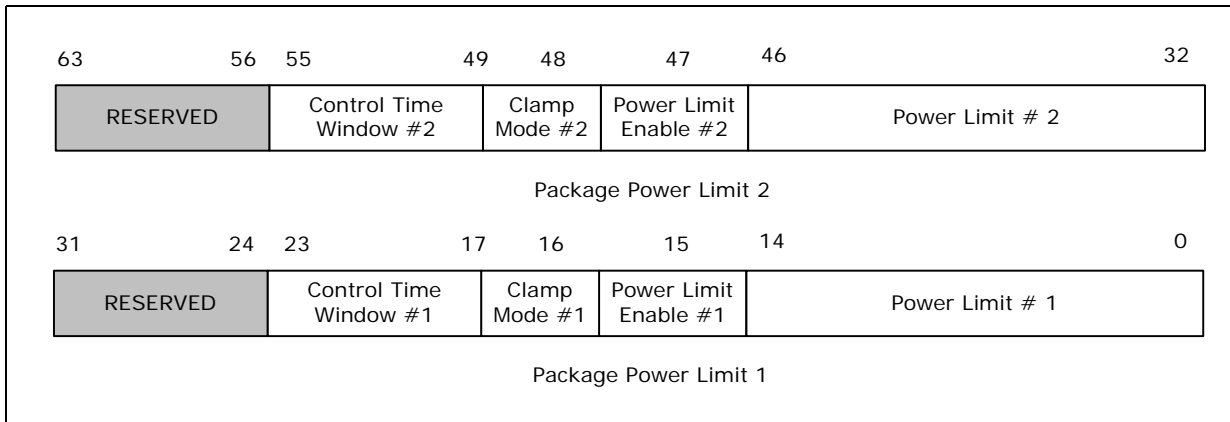 63 56 55 49 48 47 46 32
RESERVED
Control Time
Window #2
Clamp
Mode #2
Power Limit
Enable #2
Power Limit # 2
Package Power Limit 2
31 24 23 17 16 15 14 0
RESERVED
Control Time
Window #1
Clamp
Mode #1
Power Limit
Enable #1
Power Limit # 1
Package Power Limit 1